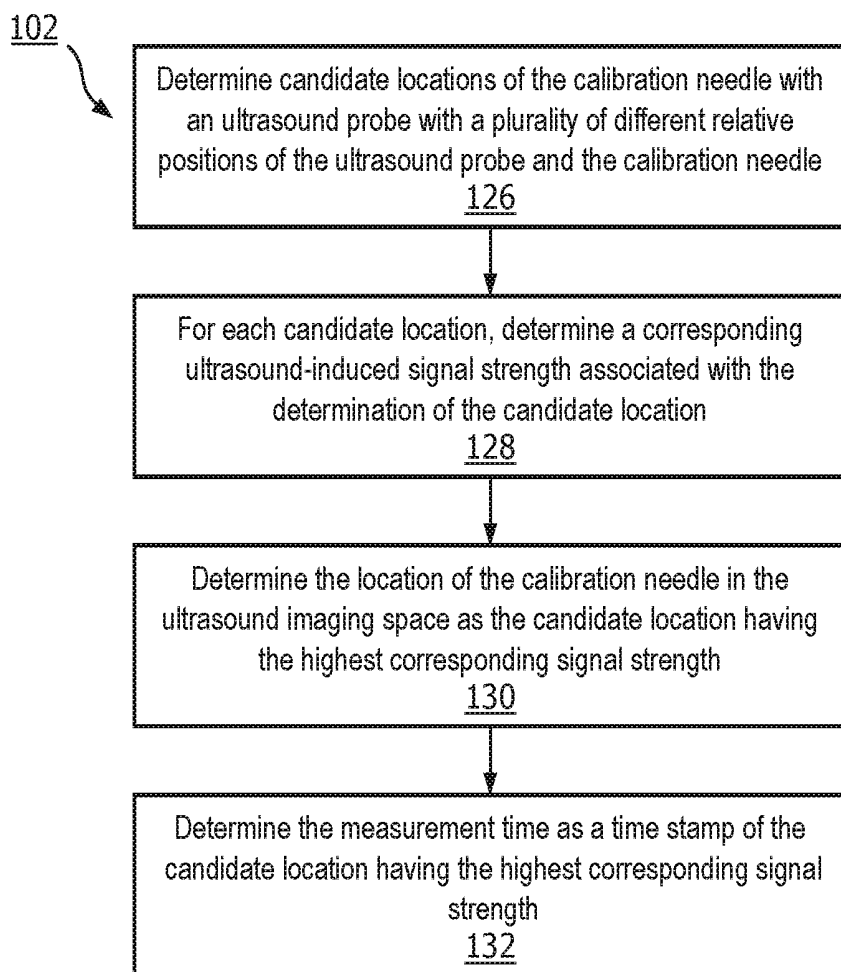 102
Determine candidate locations of the calibration needle with
an ultrasound probe with a plurality of different relative
positions of the ultrasound probe and the calibration needle
126
For each candidate location, determine a corresponding
ultrasound-induced signal strength associated with the
determination of the candidate location
128
Determine the location of the calibration needle in the
ultrasound imaging space as the candidate location having
the highest corresponding signal strength
130
Determine the measurement time as a time stamp of the
candidate location having the highest corresponding signal
strength
132